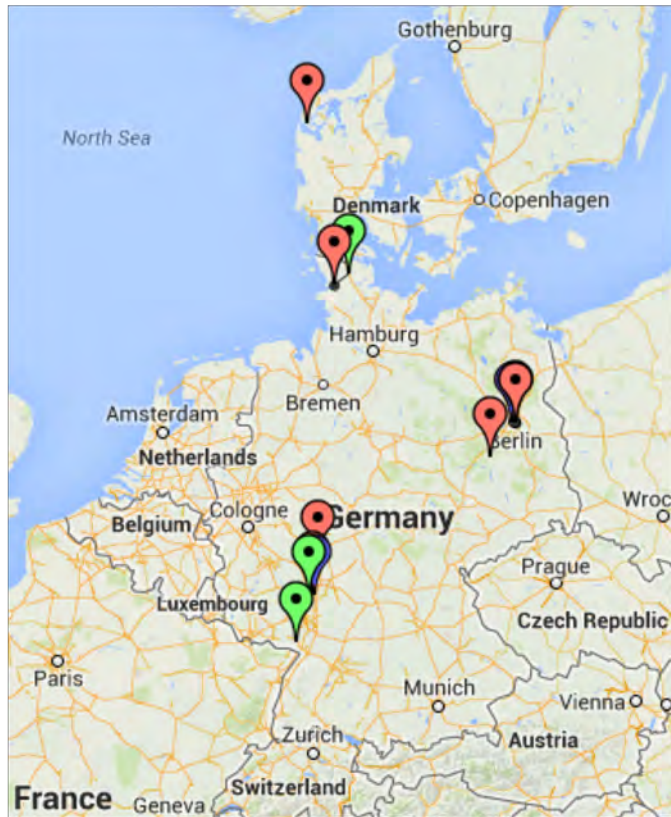 Gothenburg
North Sea
Denmark
Copenhagen
Hamburg
Bremen
Amsterdam
Berlin
Netherlands
Wroc
Belgium
Cologne
Germany
Prague
Luxembourg
Czech Republic
Paris
Munich
Vienna
Zurich
Austria
Switzerland
France
Geneva